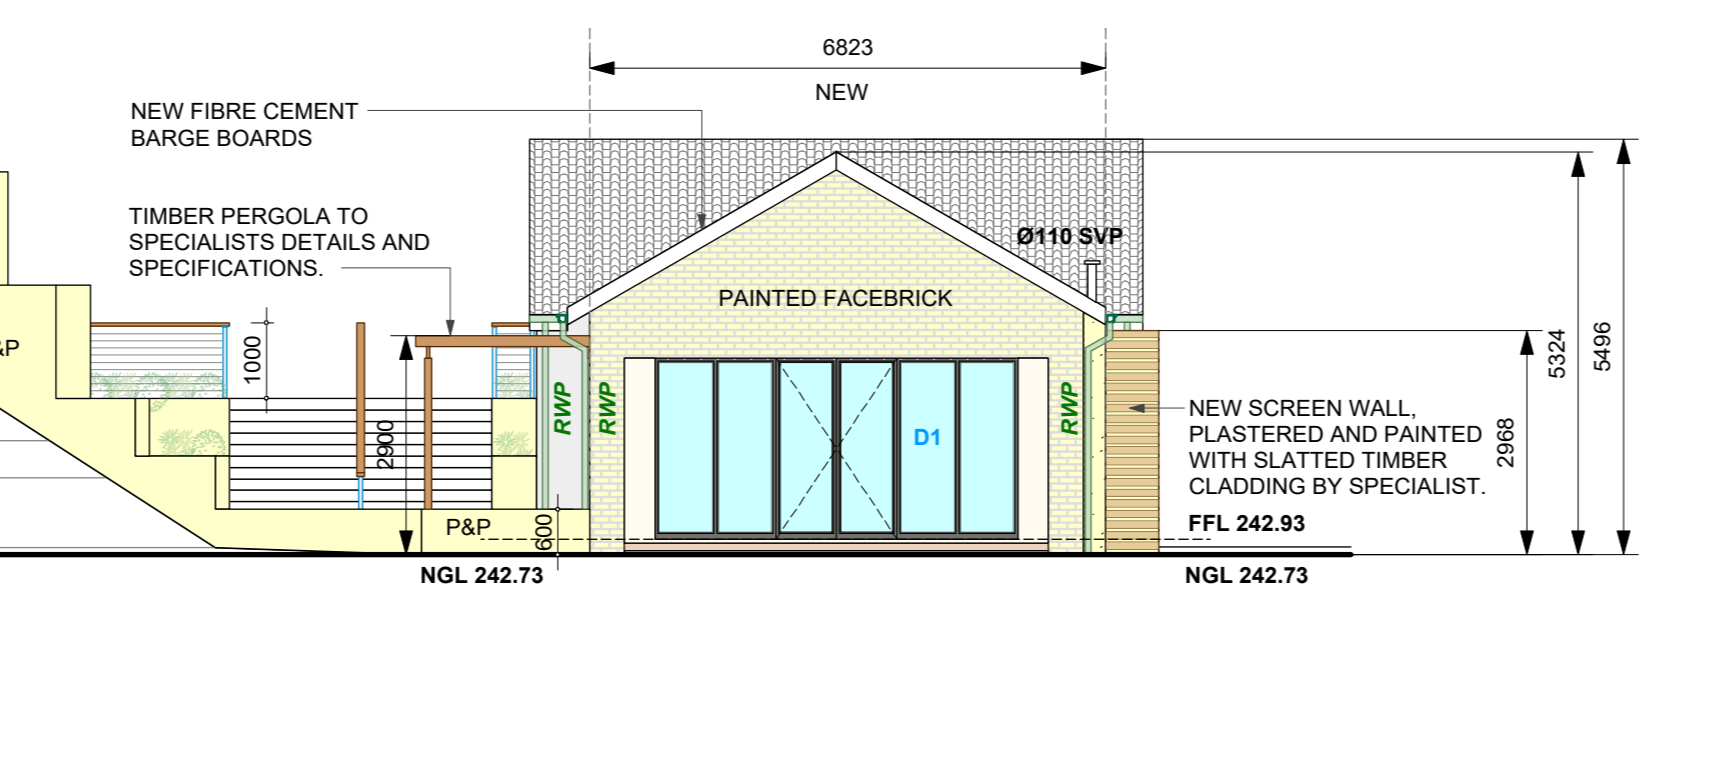 6823
NEW
NEW FIBRE CEMENT
BARGE BOARDS
TIMBER PERGOLA TO
SPECIALISTS DETAILS AND
SPECIFICATIONS.
Ø110 SVP
PAINTED FACEBRICK
&P
1000
2900
RWP
RWP
RWP
D1
P&P
600
NEW SCREEN WALL,
PLASTERED AND PAINTED
WITH SLATTED TIMBER
CLADDING BY SPECIALIST.
FFL 242.93
2968
5324
5496
NGL 242.73
NGL 242.73